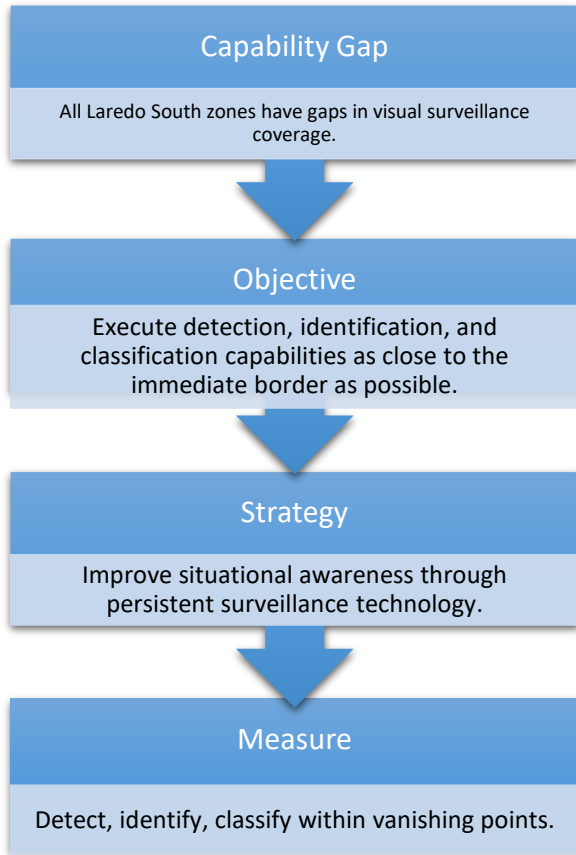 Capability Gap
All Laredo South zones have gaps in visual surveillance
coverage.
Objective
Execute detection, identification, and
classification capabilities as close to the
immediate border as possible.
Strategy
Improve situational awareness through
persistent surveillance technology.
Measure
Detect, identify, classify within vanishing points.